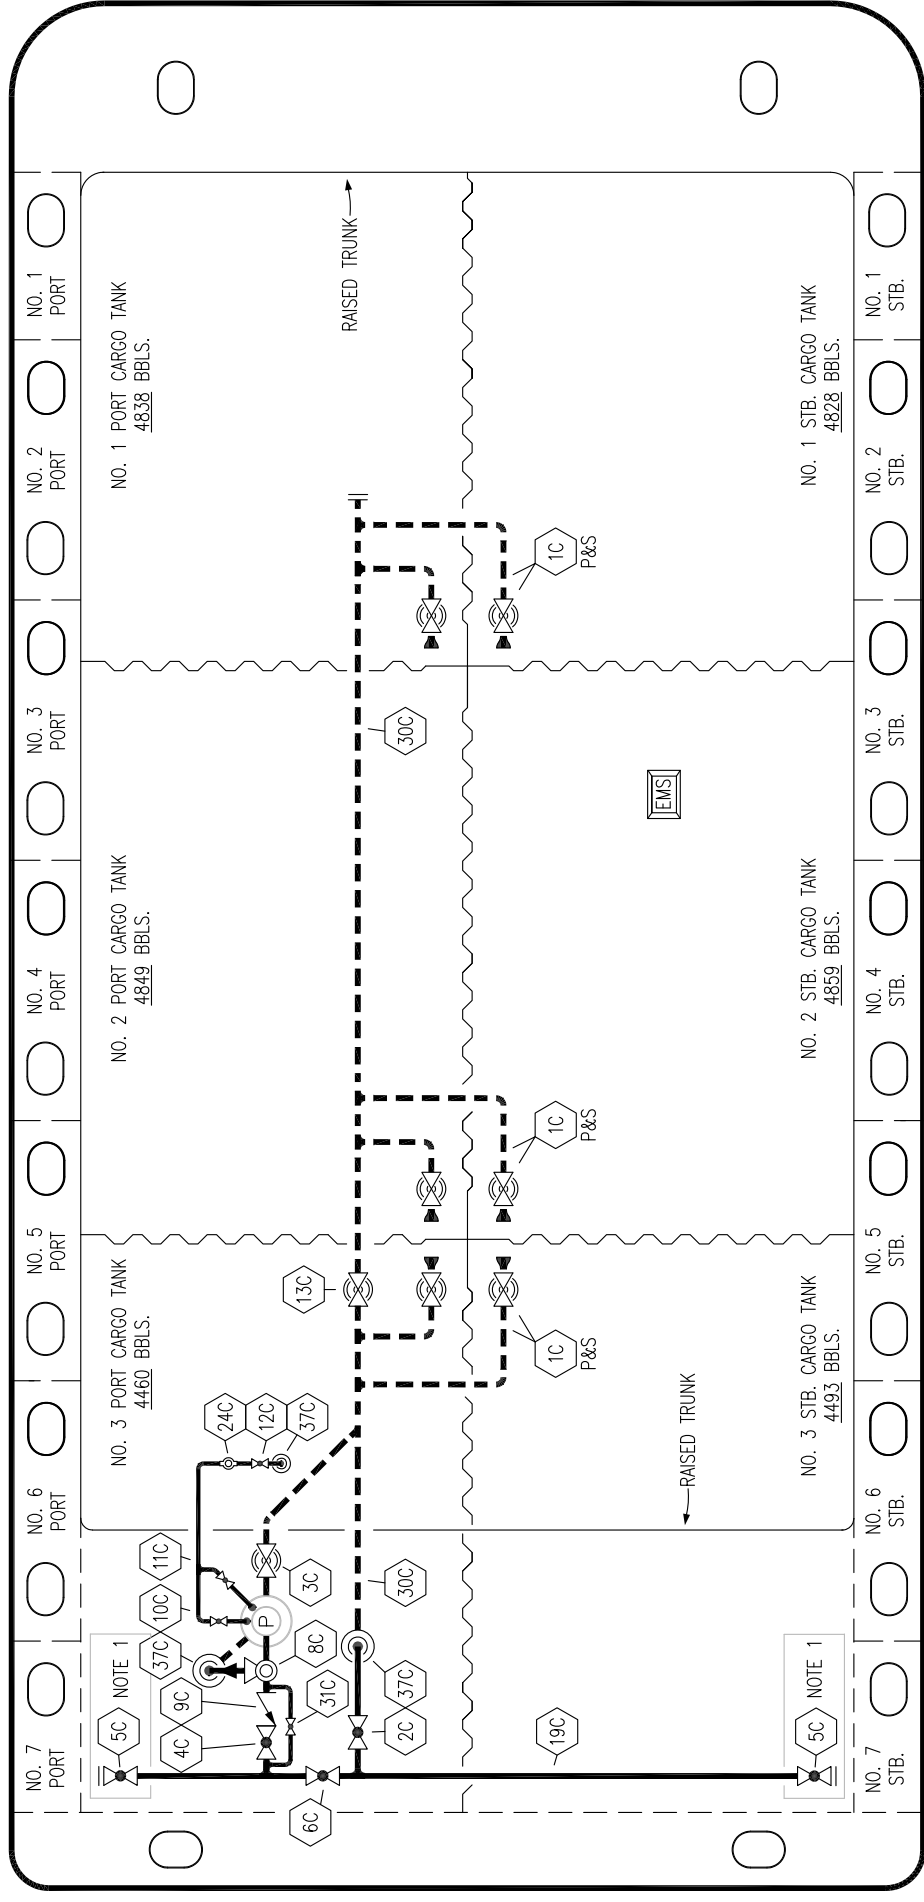 NO. 1
PORT
NO. 2
PORT
NO. 3
PORT
NO. 4
PORT
NO. 5
PORT
NO. 6
PORT
NO. 7
PORT
NO. 1 PORT CARGO TANK
4838 BBLS.
NO. 2 PORT CARGO TANK
4849 BBLS.
NO. 3 PORT CARGO TANK
4460 BBLS.
RAISED TRUNK
1C
P&S
30C
1C
P&S
13C
1C
P&S
24C
12C
37C
11C
10C
37C
9C
4C
3C
8C
31C
30C
37C
2C
6C
19C
NOTE 1
5C
NOTE 1
5C
EMS
RAISED TRUNK
NO. 1 STB. CARGO TANK
4828 BBLS.
NO. 2 STB. CARGO TANK
4859 BBLS.
NO. 3 STB. CARGO TANK
4493 BBLS.
NO. 1
STB.
NO. 2
STB.
NO. 3
STB.
NO. 4
STB.
NO. 5
STB.
NO. 6
STB.
NO. 7
STB.
P